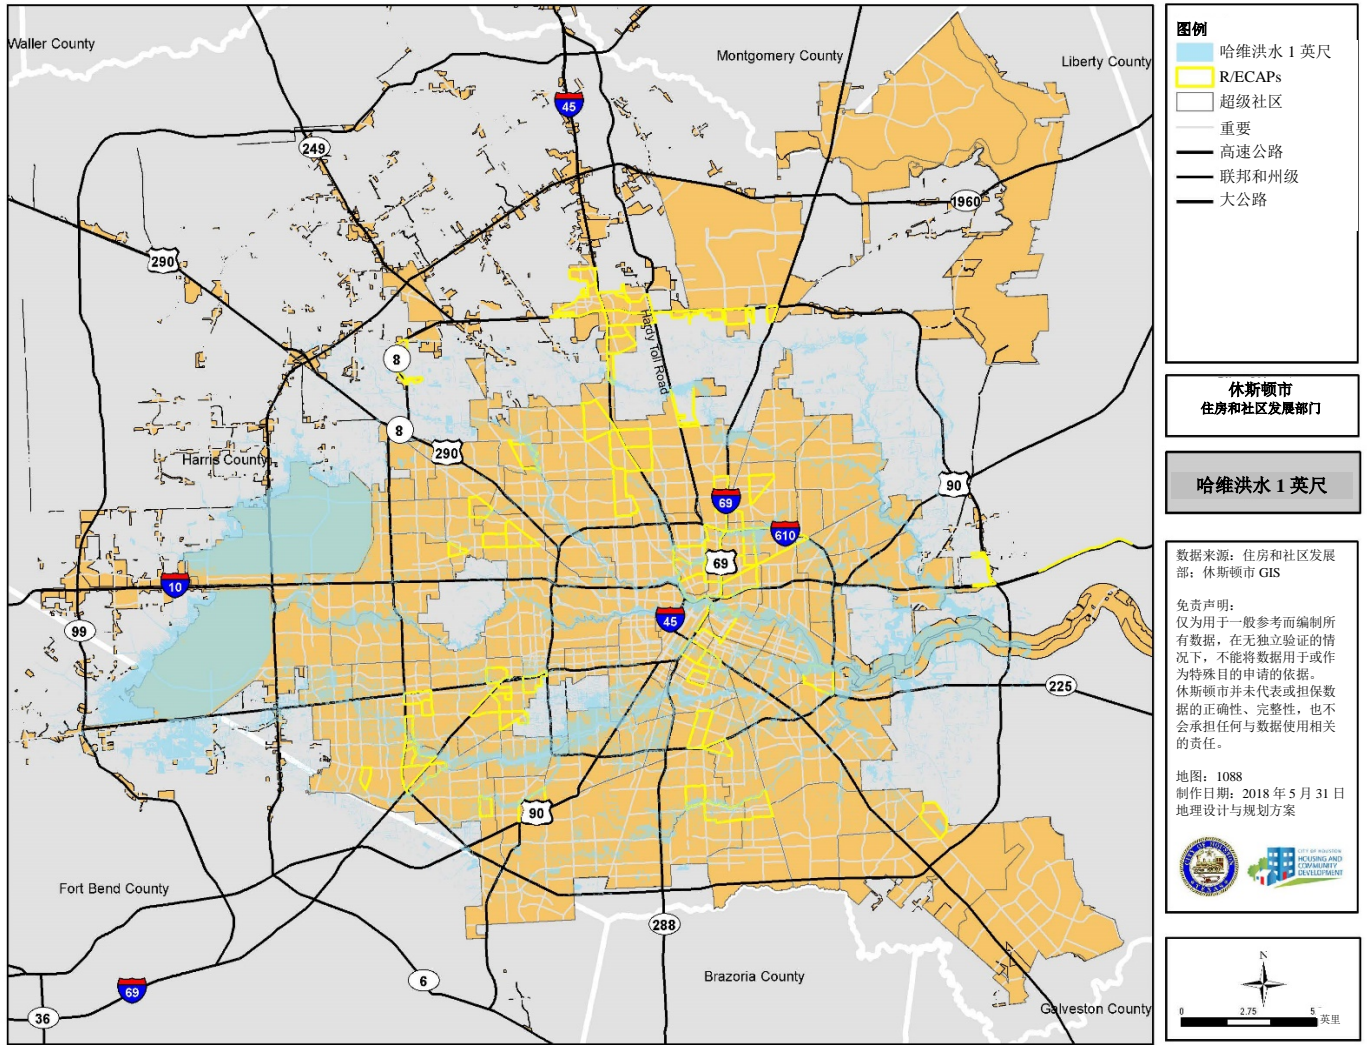 Waller County
Montgomery County
Liberty County
45
249
1960
290
Hardy Toll Road
8
8
290
Harris County
90
69
610
69
10
45
99
225
90
Fort Bend County
288
Brazoria County
6
69
36
Galveston County
图例
哈维洪水 1 英尺
R/ECAPs
超级社区
重要
高速公路
联邦和州级
大公路
休斯顿市
住房和社区发展部门
哈维洪水 1 英尺
数据来源：住房和社区发展
部；休斯顿市 GIS
免责声明：
仅为用于一般参考而编制所
有数据，在无独立验证的情
况下，不能将数据用于或作
为特殊目的申请的依据。
休斯顿市并未代表或担保数
据的正确性、完整性，也不
会承担任何与数据使用相关
的责任。
地图：1088
制作日期：2018 年 5 月 31 日
地理设计与规划方案
CITY OF HOUSTON
TEXAS
CITY OF HOUSTON
HOUSING AND
COMMUNITY
DEVELOPMENT
N
0 2.75 5
英里